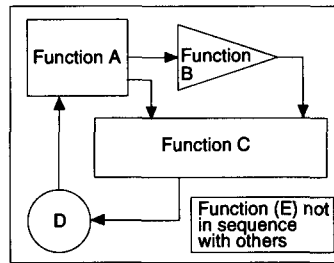 Function A
Function
B
Function C
D
Function (E) not
in sequence
with others